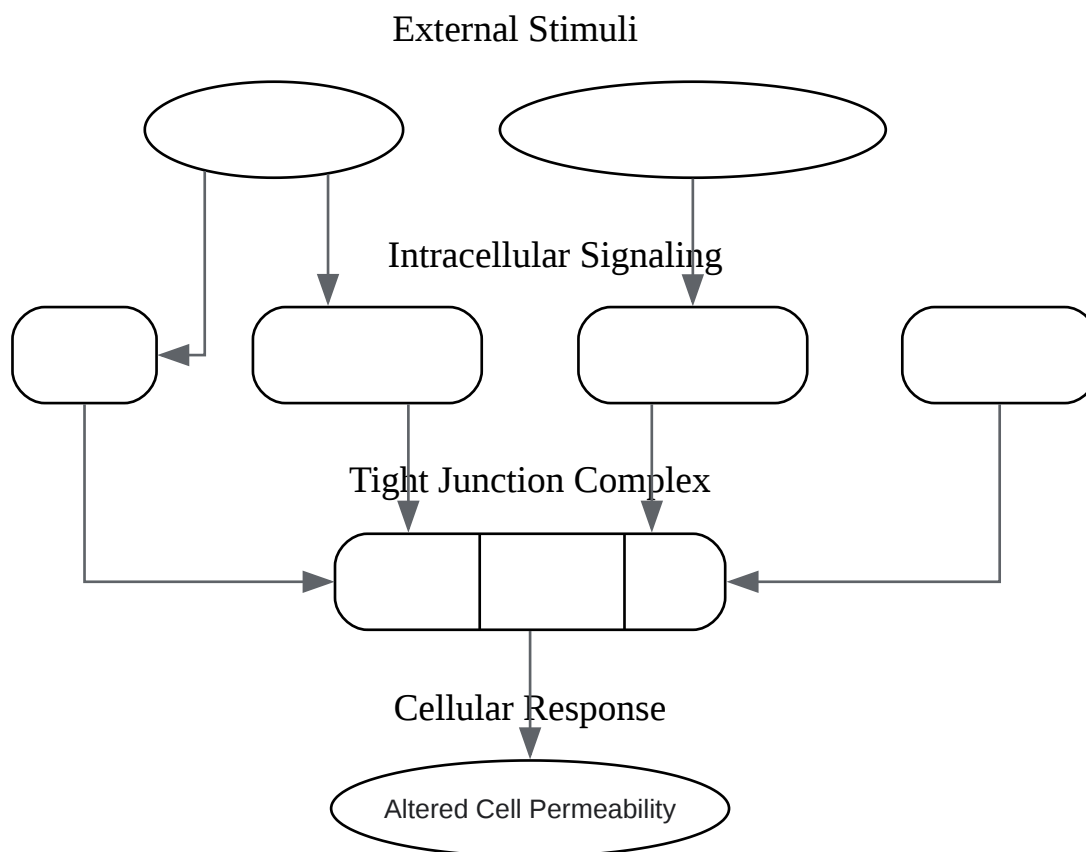 External Stimuli
Intracellular Signaling
Tight Junction Complex
Cellular Response
Altered Cell Permeability